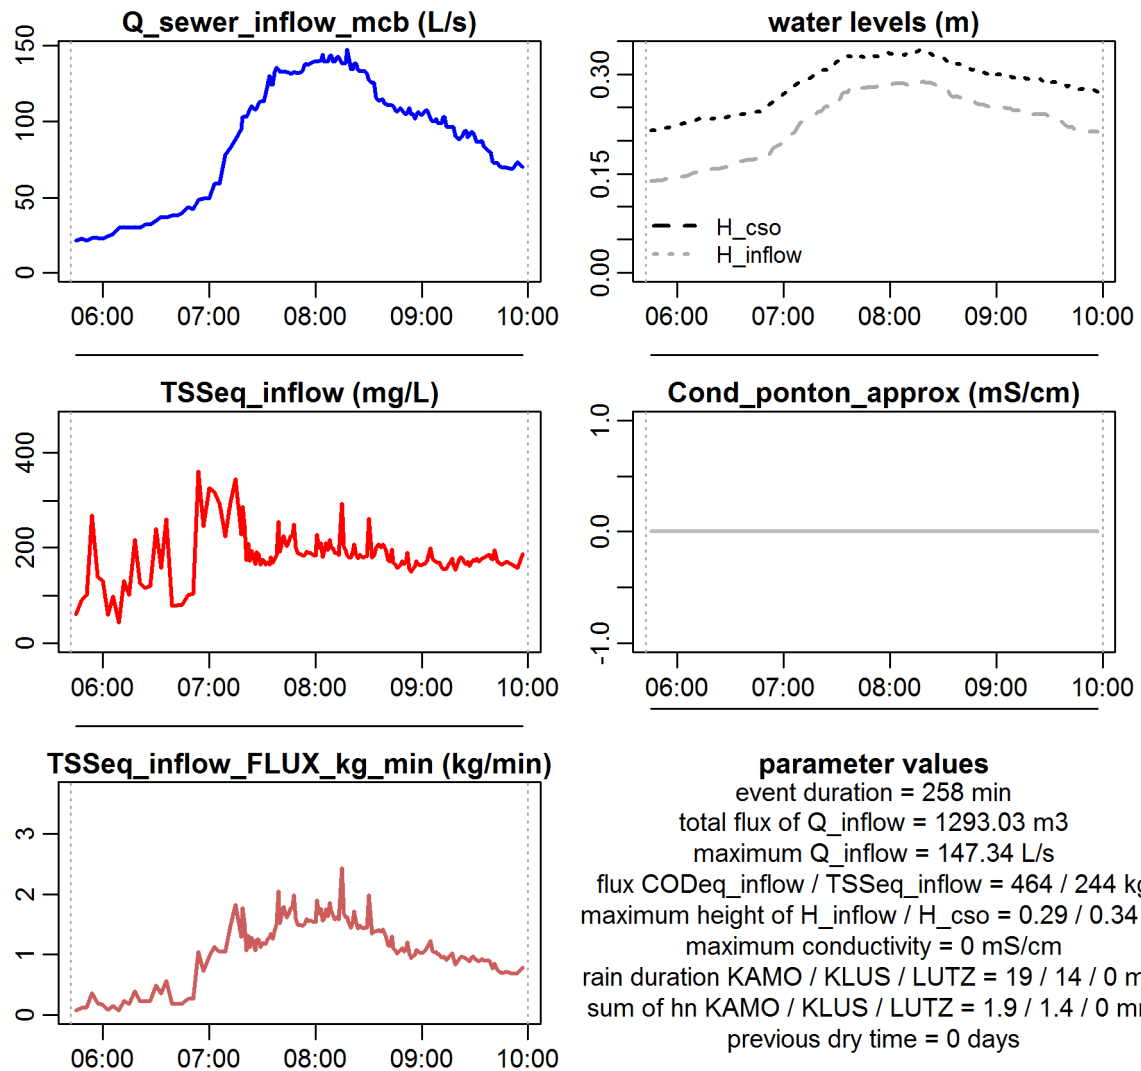 Q_sewer_inflow_mcb (L/s)
150
100
50
0
06:00 07:00 08:00 09:00 10:00
water levels (m)
0.30
0.15
0.00
H_cso
H_inflow
06:00 07:00 08:00 09:00 10:00
TSSeq_inflow (mg/L)
400
200
0
06:00 07:00 08:00 09:00 10:00
Cond_ponton_approx (mS/cm)
1.0
0.0
-1.0
06:00 07:00 08:00 09:00 10:00
TSSeq_inflow_FLUX_kg_min (kg/min)
3
2
1
0
06:00 07:00 08:00 09:00 10:00
parameter values
event duration = 258 min
total flux of Q_inflow = 1293.03 m3
maximum Q_inflow = 147.34 L/s
flux CODeq_inflow / TSSeq_inflow = 464 / 244 kg
maximum height of H_inflow / H_cso = 0.29 / 0.34
maximum conductivity = 0 mS/cm
rain duration KAMO / KLUS / LUTZ = 19 / 14 / 0 m
sum of hn KAMO / KLUS / LUTZ = 1.9 / 1.4 / 0 mm
previous dry time = 0 days